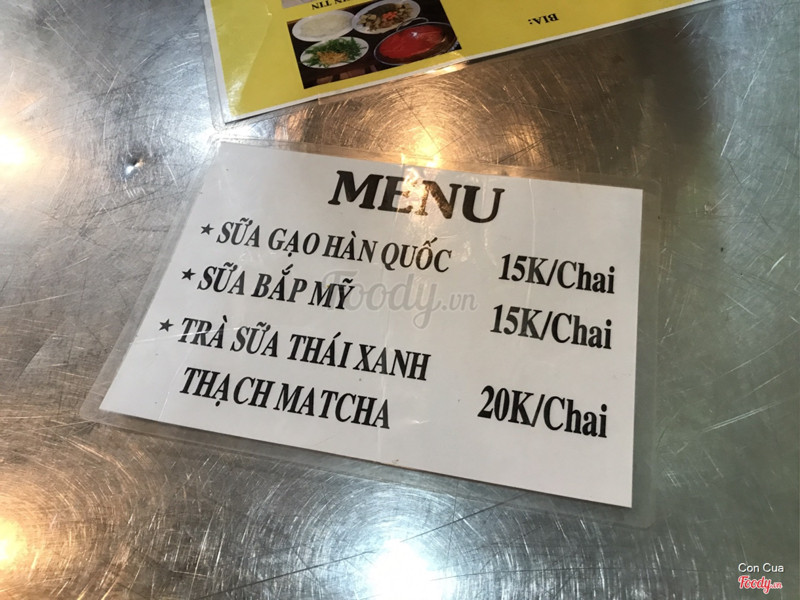 TIN
BIA:
MENU
★ SỮA GẠO HÀN QUỐC 15K/Chai
★ SỮA BẮP MỸ 15K/Chai
★ TRÀ SỮA THÁI XANH
THẠCH MATCHA 20K/Chai
Foody.vn
Con Cua
Foody.vn